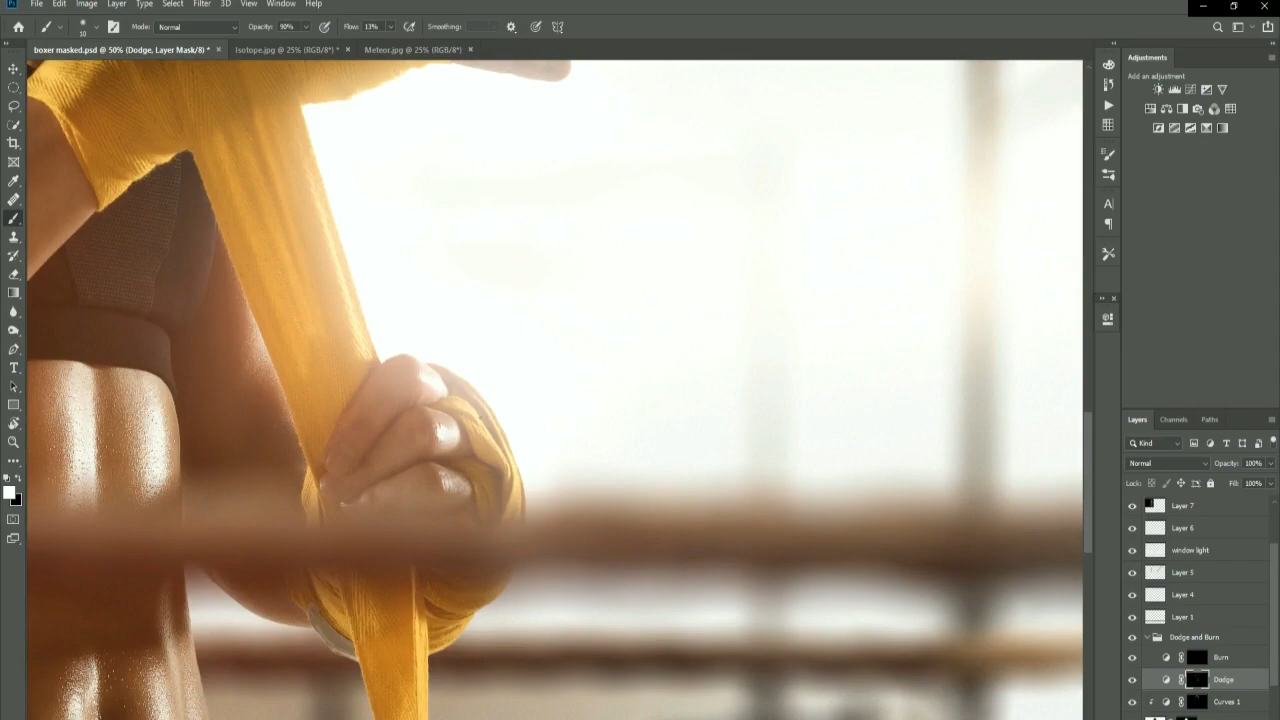 File Edit Image Layer Type Select Filter 3D View Window Help
10 Mode: Normal Opacity: 90% Flow: 13% Smoothing:
boxer masked.psd @ 50% (Dodge, Layer Mask/8) * Isotope.jpg @ 25% (RGB/8*) * Meteor.jpg @ 25% (RGB/8*)
Adjustments
Add an adjustment
Layers Channels Paths
Kind
Normal Opacity: 100%
Lock: Fill: 100%
Layer 7
Layer 6
window light
Layer 5
Layer 4
Layer 1
Dodge and Burn
Burn
Dodge
Curves 1